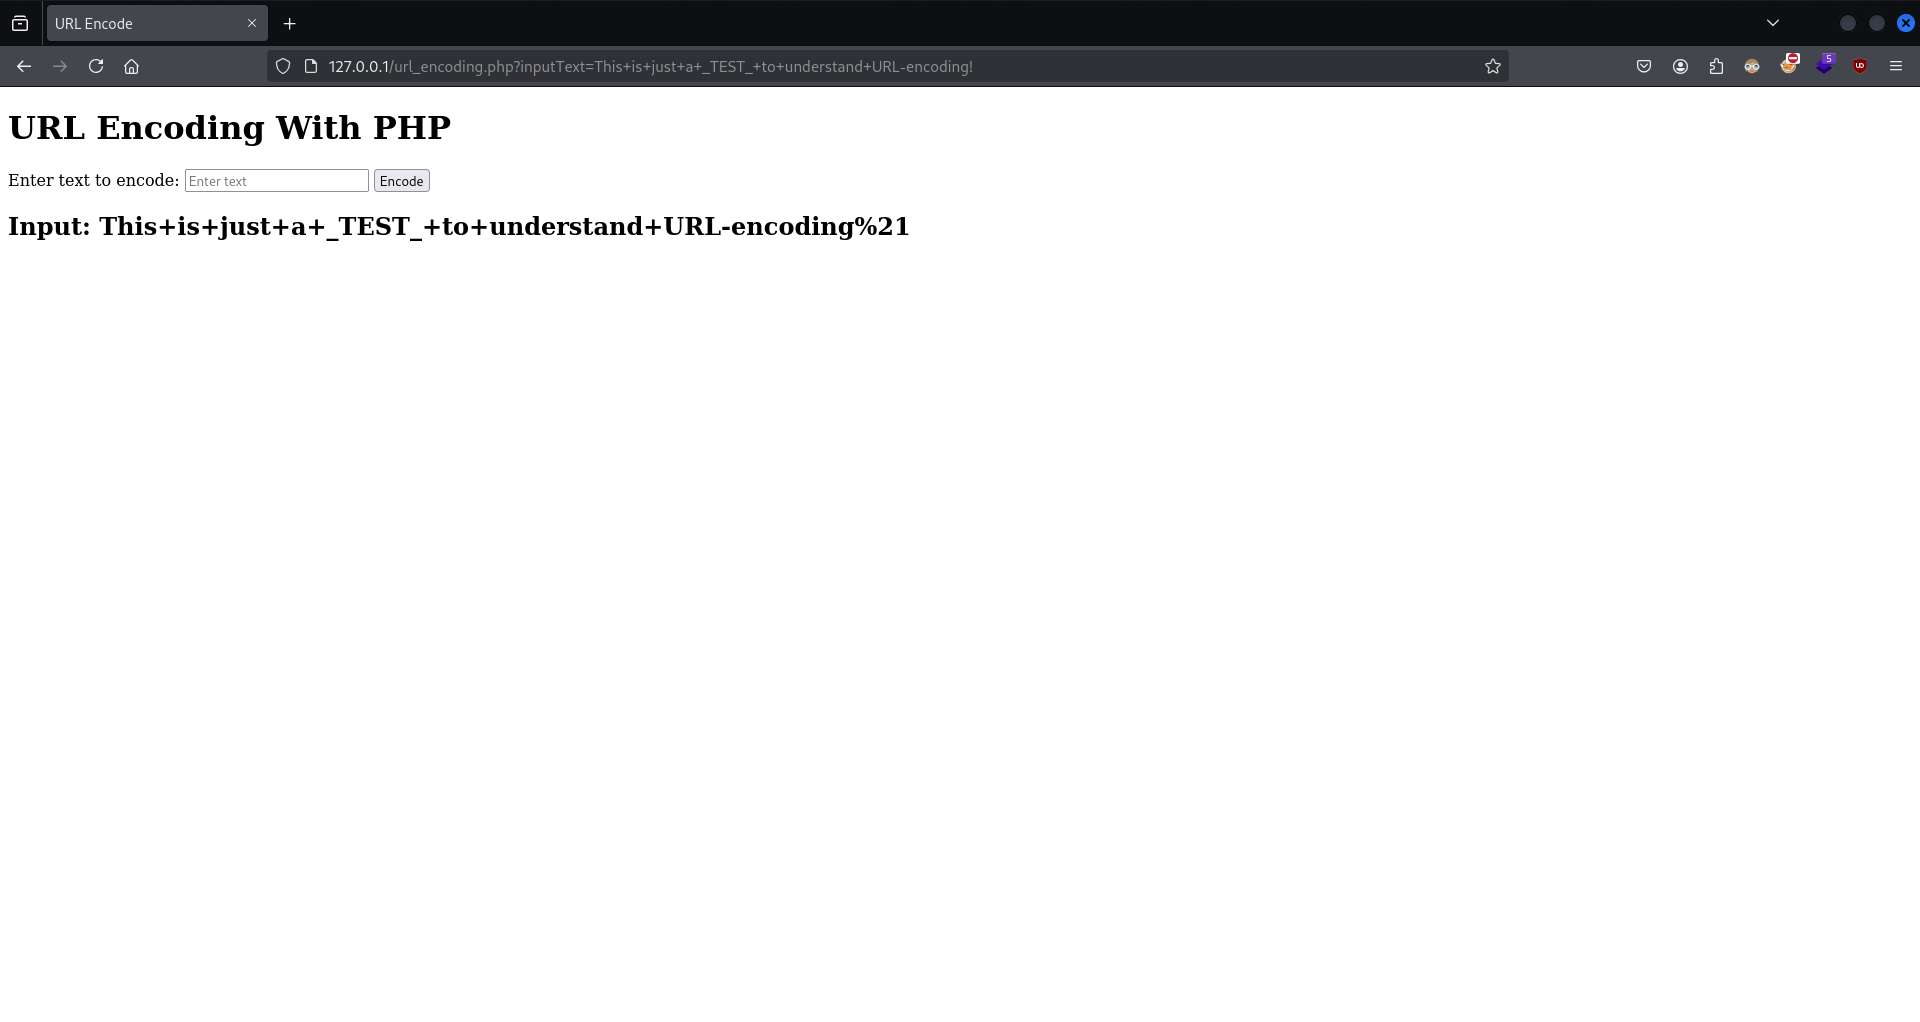 URL Encode
127.0.0.1/url_encoding.php?inputText=This+is+just+a+_TEST_+to+understand+URL-encoding!
5
UO
URL Encoding With PHP
Enter text to encode: Enter text Encode
Input: This+is+just+a+_TEST_+to+understand+URL-encoding%21